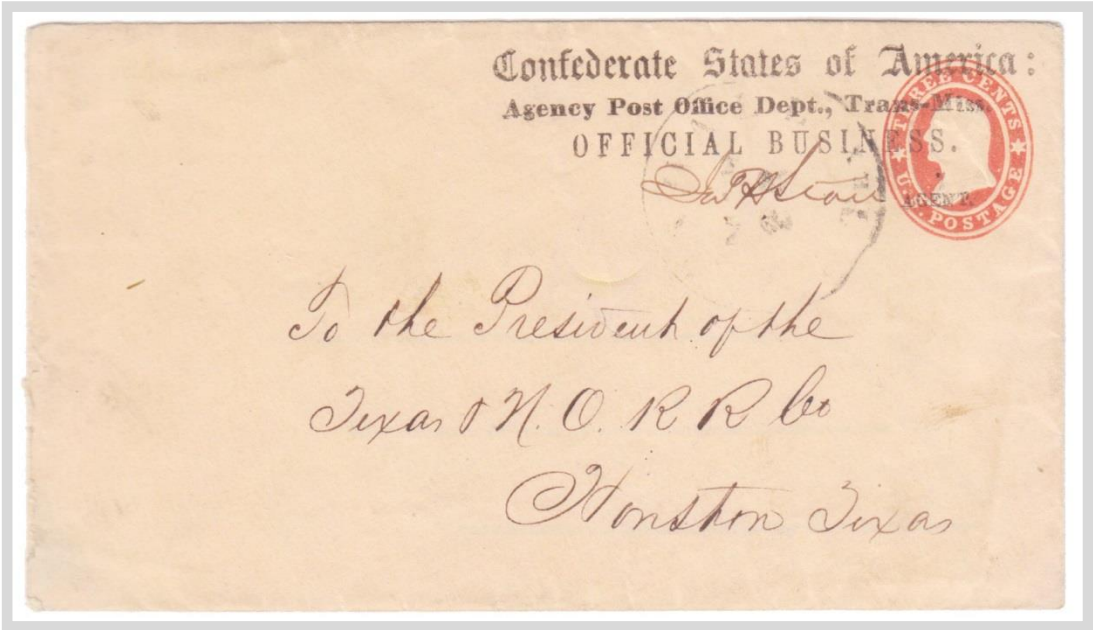 Confederate States of America:
Agency Post Office Dept., Trans-Miss.
OFFICIAL BUSINESS.
THREE CENTS
U.S. POSTAGE
AGENT.
To the President of the
Texas & N. O. R R Co
Houston Texas